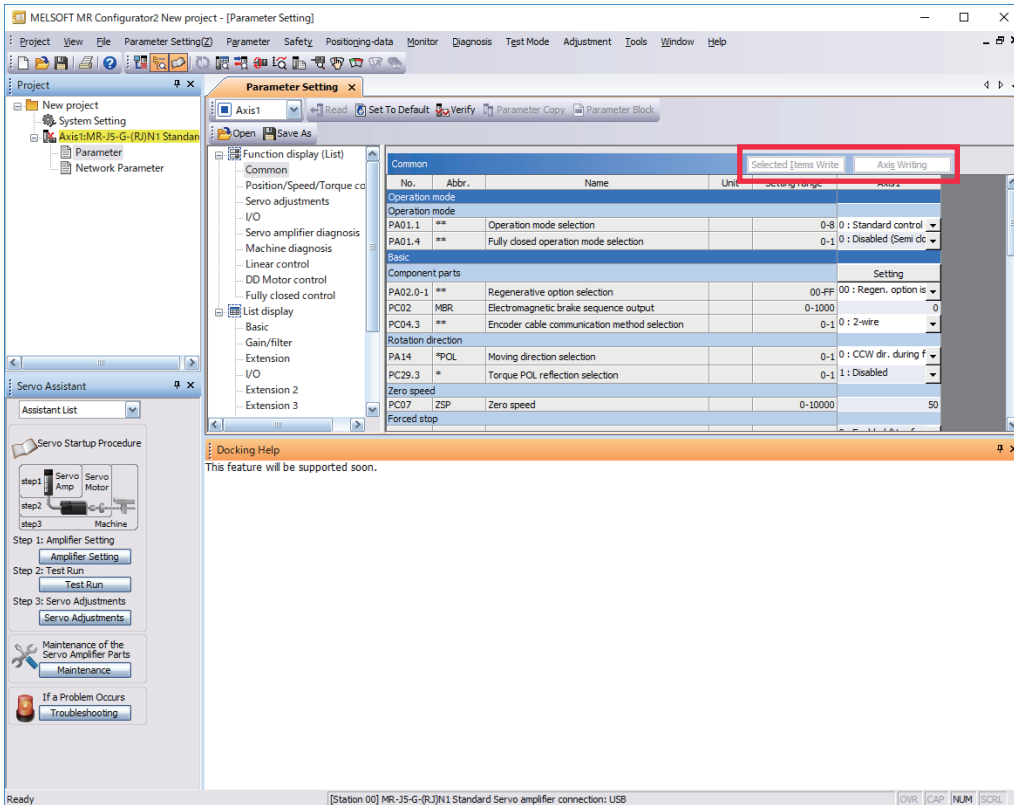 MELSOFT MR Configurator2 New project - [Parameter Setting]
Project View File Parameter Setting(Z) Parameter Safety Positioning-data Monitor Diagnosis Test Mode Adjustment Tools Window Help
Project
New project
System Setting
Axis1:MR-J5-G-(RJ)N1 Standar
Parameter
Network Parameter
Servo Assistant
Assistant List
Servo Startup Procedure
step1
Servo Amp
Servo Motor
step2
step3
Machine
Step 1: Amplifier Setting
Amplifier Setting
Step 2: Test Run
Test Run
Step 3: Servo Adjustments
Servo Adjustments
Maintenance of the
Servo Amplifier Parts
Maintenance
If a Problem Occurs
Troubleshooting
Parameter Setting
Axis1 Read Set To Default Verify Parameter Copy Parameter Block
Open Save As
Function display (List)
Common
Position/Speed/Torque co
Servo adjustments
I/O
Servo amplifier diagnosis
Machine diagnosis
Linear control
DD Motor control
Fully closed control
List display
Basic
Gain/filter
Extension
I/O
Extension 2
Extension 3
Common Selected Items Write Axis Writing
No. Abbr. Name Unit Setting range Axis1
Operation mode
Operation mode
PA01.1 ** Operation mode selection 0-8 0 : Standard control
PA01.4 ** Fully closed operation mode selection 0-1 0 : Disabled (Semi clc
Basic
Component parts Setting
PA02.0-1 ** Regenerative option selection 00-FF 00 : Regen. option is
PC02 MBR Electromagnetic brake sequence output 0-1000 0
PC04.3 ** Encoder cable communication method selection 0-1 0 : 2-wire
Rotation direction
PA14 *POL Moving direction selection 0-1 0 : CCW dir. during f
PC29.3 * Torque POL reflection selection 0-1 1 : Disabled
Zero speed
PC07 ZSP Zero speed 0-10000 50
Forced stop
Docking Help
This feature will be supported soon.
Ready [Station 00] MR-J5-G-(RJ)N1 Standard Servo amplifier connection: USB OVR CAP NUM SCRL